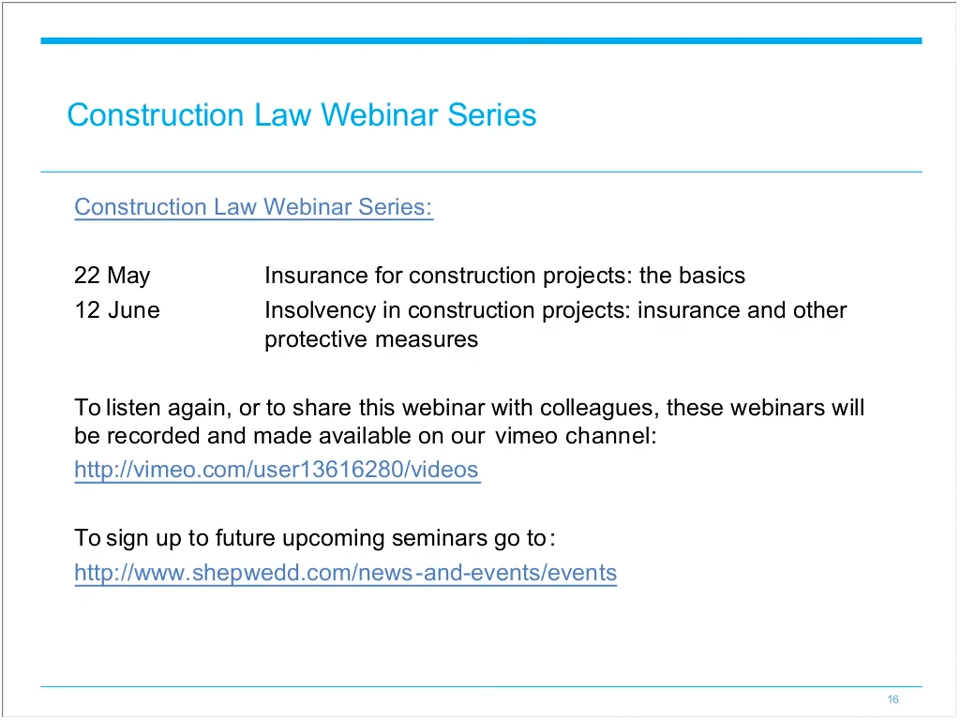 Construction Law Webinar Series
Construction Law Webinar Series:
22 May Insurance for construction projects: the basics
12 June Insolvency in construction projects: insurance and other
protective measures
To listen again, or to share this webinar with colleagues, these webinars will
be recorded and made available on our vimeo channel:
http://vimeo.com/user13616280/videos
To sign up to future upcoming seminars go to:
http://www.shepwedd.com/news-and-events/events
16